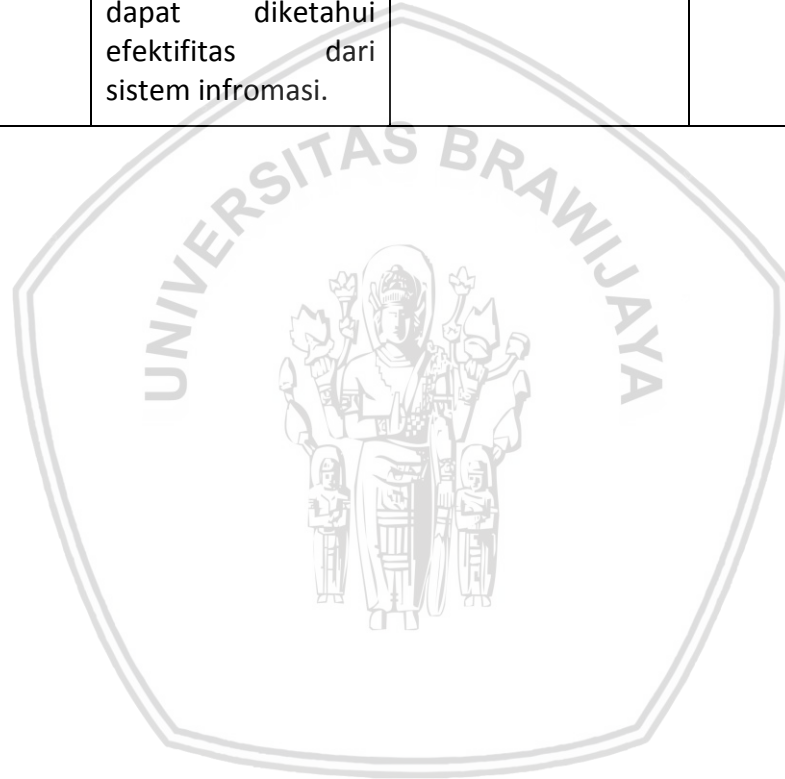 dapat diketahui
efektifitas dari
sistem infromasi.
UNIVERSITAS BRAWIJAYA